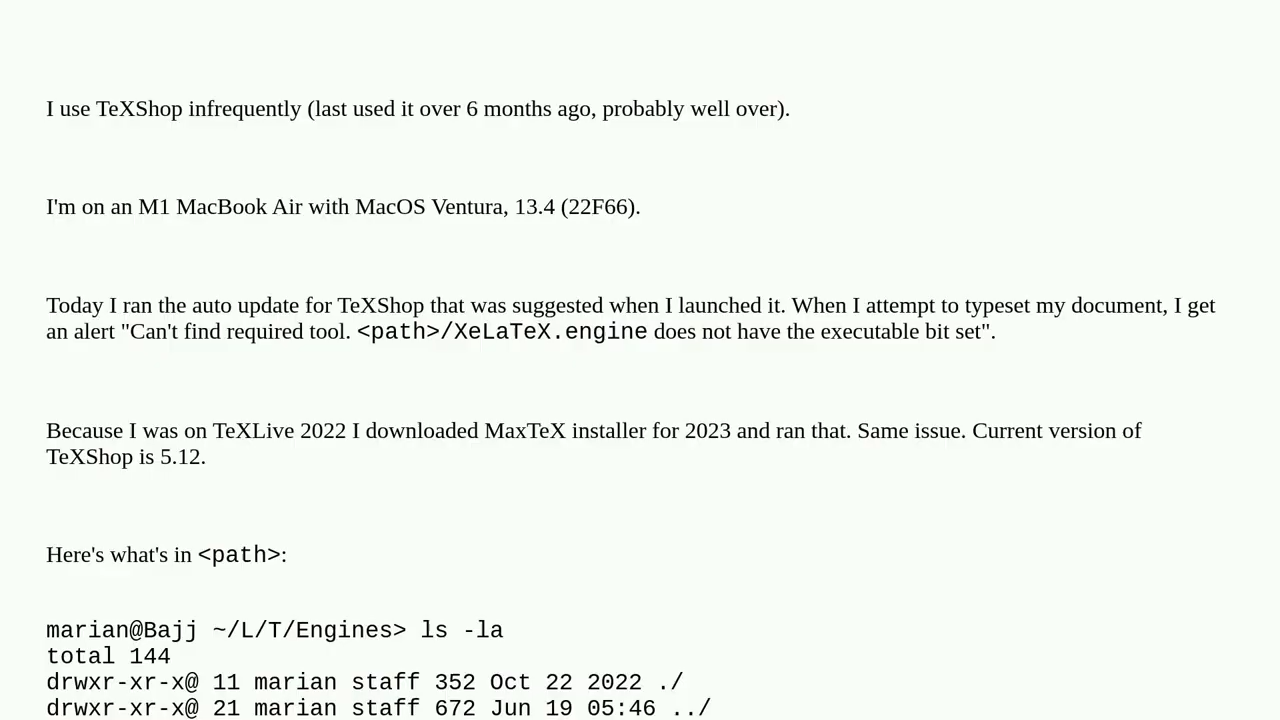 I use TeXShop infrequently (last used it over 6 months ago, probably well over).
I'm on an M1 MacBook Air with MacOS Ventura, 13.4 (22F66).
Today I ran the auto update for TeXShop that was suggested when I launched it. When I attempt to typeset my document, I get
an alert "Can't find required tool. <path>/XeLaTeX.engine does not have the executable bit set".
Because I was on TeXLive 2022 I downloaded MaxTeX installer for 2023 and ran that. Same issue. Current version of
TeXShop is 5.12.
Here's what's in <path>:
marian@Bajj ~/L/T/Engines> ls -la
total 144
drwxr-xr-x@ 11 marian staff 352 Oct 22 2022 ./
drwxr-xr-x@ 21 marian staff 672 Jun 19 05:46 ../